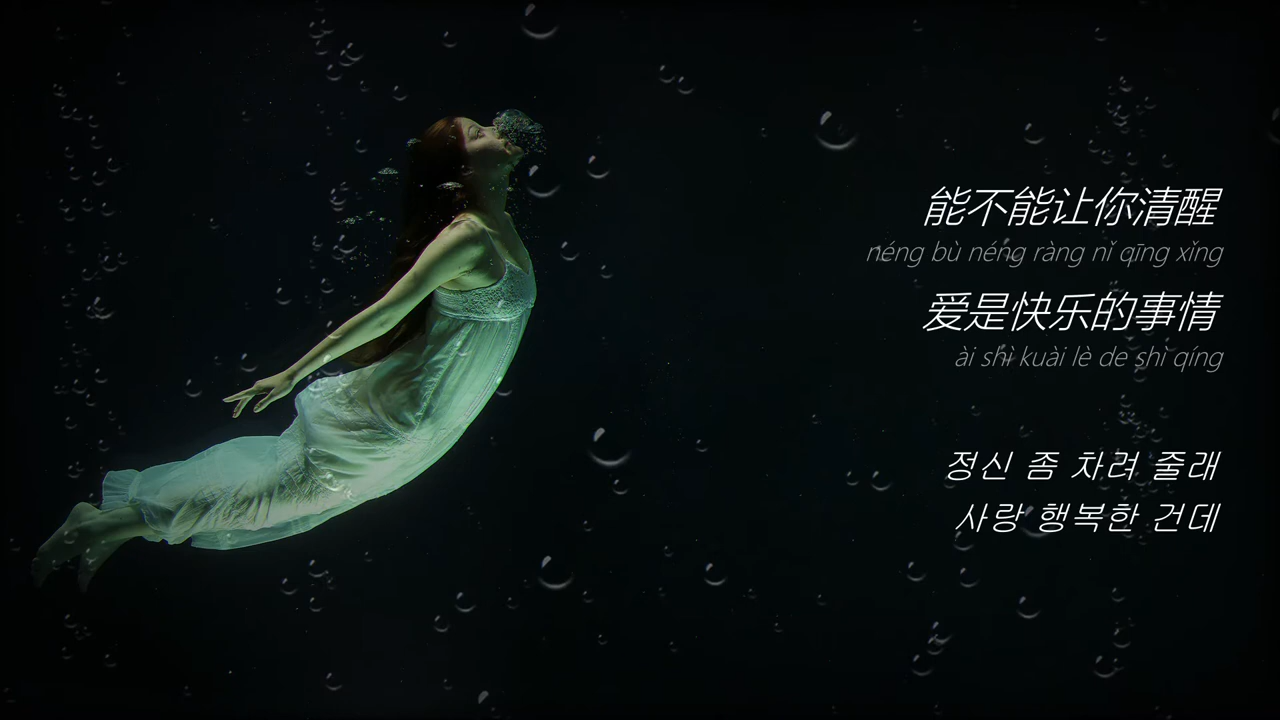 能不能让你清醒
néng bù néng ràng nǐ qīng xǐng
爱是快乐的事情
ài shì kuài lè de shì qíng
정신 좀 차려 줄래
사랑 행복한 건데